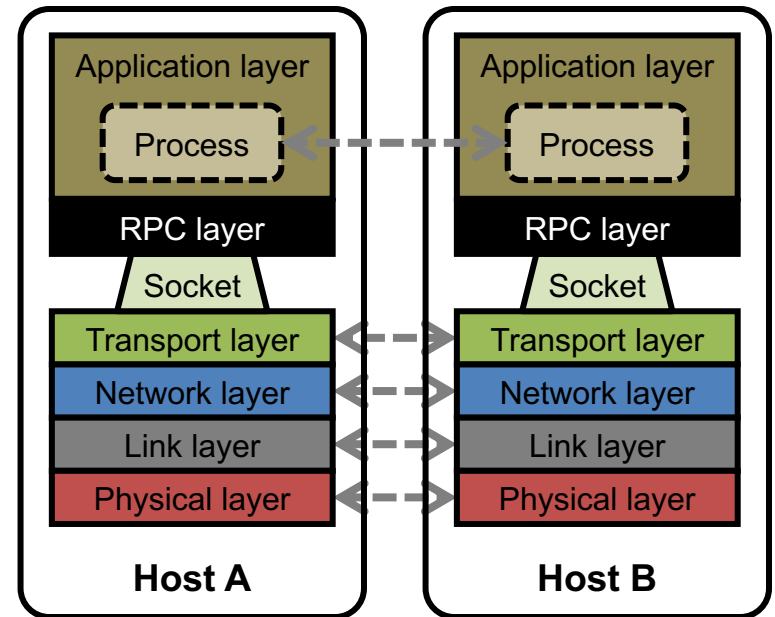 Application layer
Process
RPC layer
Socket
Transport layer
Network layer
Link layer
Physical layer
Host A
Application layer
Process
RPC layer
Socket
Transport layer
Network layer
Link layer
Physical layer
Host B